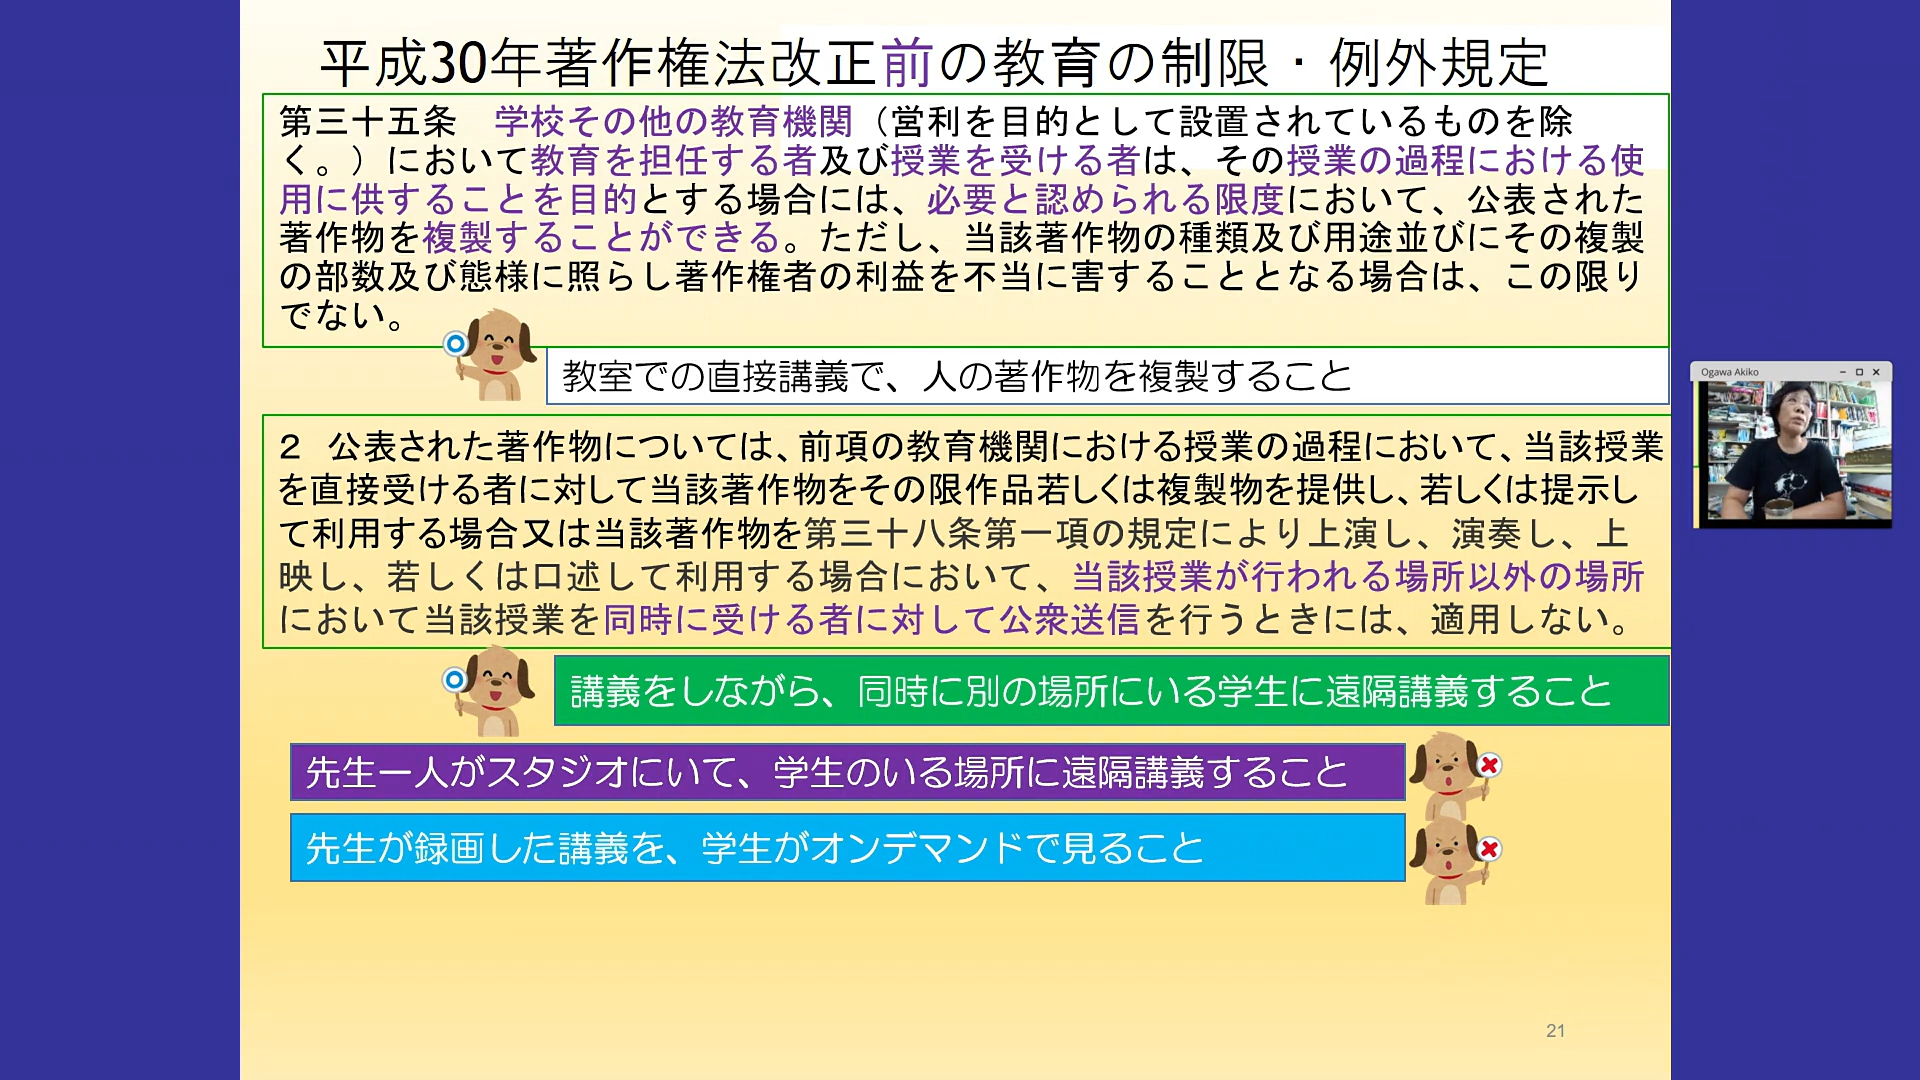 平成30年著作権法改正前の教育の制限・例外規定
第三十五条　学校その他の教育機関（営利を目的として設置されているものを除
く。）において教育を担任する者及び授業を受ける者は、その授業の過程における使
用に供することを目的とする場合には、必要と認められる限度において、公表された
著作物を複製することができる。ただし、当該著作物の種類及び用途並びにその複製
の部数及び態様に照らし著作権者の利益を不当に害することとなる場合は、この限り
でない。
教室での直接講義で、人の著作物を複製すること
２　公表された著作物については、前項の教育機関における授業の過程において、当該授業
を直接受ける者に対して当該著作物をその限作品若しくは複製物を提供し、若しくは提示し
て利用する場合又は当該著作物を第三十八条第一項の規定により上演し、演奏し、上
映し、若しくは口述して利用する場合において、当該授業が行われる場所以外の場所
において当該授業を同時に受ける者に対して公衆送信を行うときには、適用しない。
講義をしながら、同時に別の場所にいる学生に遠隔講義すること
先生一人がスタジオにいて、学生のいる場所に遠隔講義すること
先生が録画した講義を、学生がオンデマンドで見ること
Ogawa Akiko
21